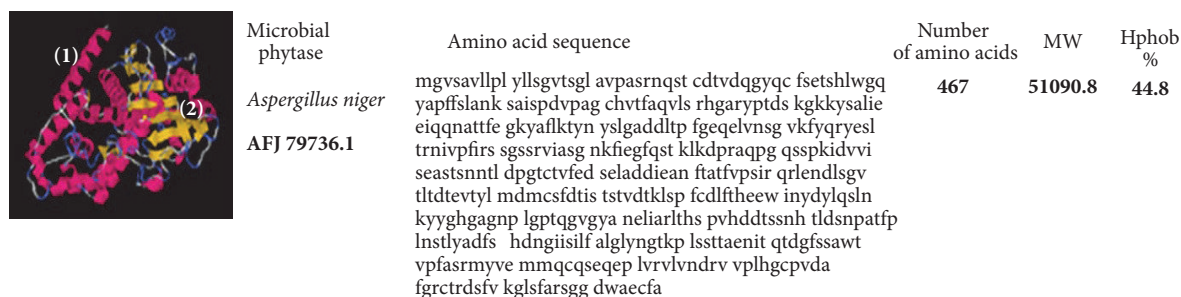 (1)
(2)
Microbial
phytase
Amino acid sequence
Number
of amino acids
MW
Hphob
%
Aspergillus niger
AFJ 79736.1
mgvsavllpl yllsgvtsgl avpasrnqst cdtvdqgyqc fsetshlwgq
yapffslank saispdvpag chvtfaqvls rhgaryptds kgkkysalie
eiqqnattfe gkyaflktyn yslgaddltp fgeqelvnsg vkfyqryesl
trnivpfirs sgssrviasg nkfiegfqst klkdpraqpg qsspkidvvi
seastsnntl dpgtctvfed seladdiean ftatfvpsir qrlendlsgv
tltdtevtyl mdmcsfdtis tstvdtklsp fcdlftheew inydylqsln
kyyghgagnp lgptqgvgya neliarlths pvhddtssnh tldsnpatfp
lnstlyadfs hdngiisilf alglyngtkp lssttaenit qtdgfssawt
vpfasrmyve mmqcqseqep lvrvlvndrv vplhgcpvda
fgrctrdsfv kglsfarsgg dwaecfa
467
51090.8
44.8